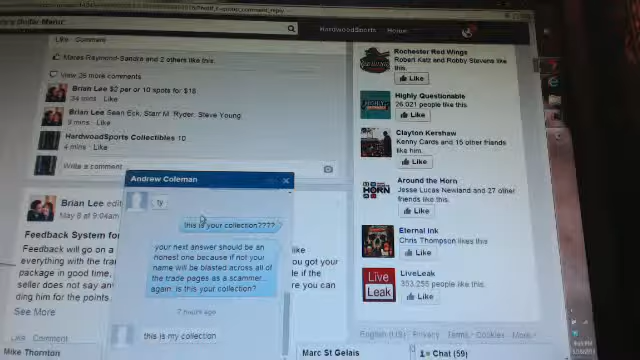 HardwoodSports Home
Like · Comment
Mares Raymond-Sandra and 2 others like this.
View 26 more comments
Brian Lee $2 per or 10 spots for $18
34 mins · Like
Brian Lee Sean Esk, Starr M. Ryder, Steve Young
9 mins · Like
HardwoodSports Collectibles 10
4 mins · Like
Write a comment
Rochester Red Wings
Robert Katz and Robby Stevens like this.
Like
Highly Questionable
26,021 people like this.
Like
Clayton Kershaw
Kenny Cards and 15 other friends like this.
Like
Around the Horn
Jesse Lucas Newland and 27 other friends like this.
Like
Eternal Ink
Chris Thompson likes this.
Like
LiveLeak
353,255 people like this.
Like
English (US) · Privacy · Terms · Cookies · More
Andrew Coleman
ty
this is your collection????
your next answer should be an
honest one because if not your
name will be blasted across all of
the trade pages as a scammer...
again, is this your collection?
7 hours ago
this is my collection
Brian Lee
May 8 at 9:04am
Feedback System for
Feedback will go on a
everything with the tra
package in good time,
seller does not say any
ding him for the points.
See More
like
d got your
de if the
re you can
Like · Comment
Mike Thornton
Marc St Gelais
Chat (59)